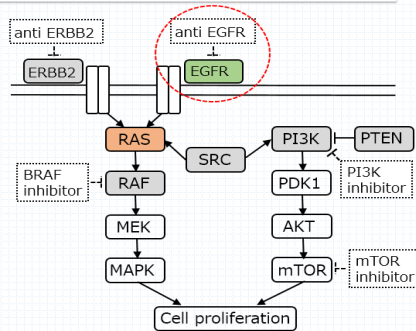 anti ERBB2
anti EGFR
ERBB2
EGFR
RAS
PI3K
PTEN
SRC
BRAF
inhibitor
RAF
PDK1
PI3K
inhibitor
MEK
AKT
MAPK
mTOR
mTOR
inhibitor
Cell proliferation